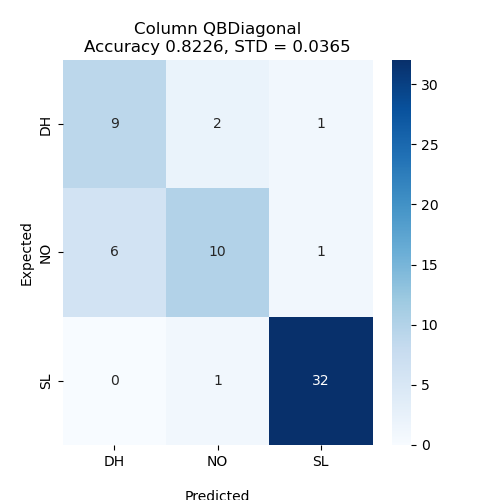 Column QBDiagonal
Accuracy 0.8226, STD = 0.0365
DH 9 2 1
NO 6 10 1
SL 0 1 32
DH NO SL
Expected
Predicted
30
25
20
15
10
5
0